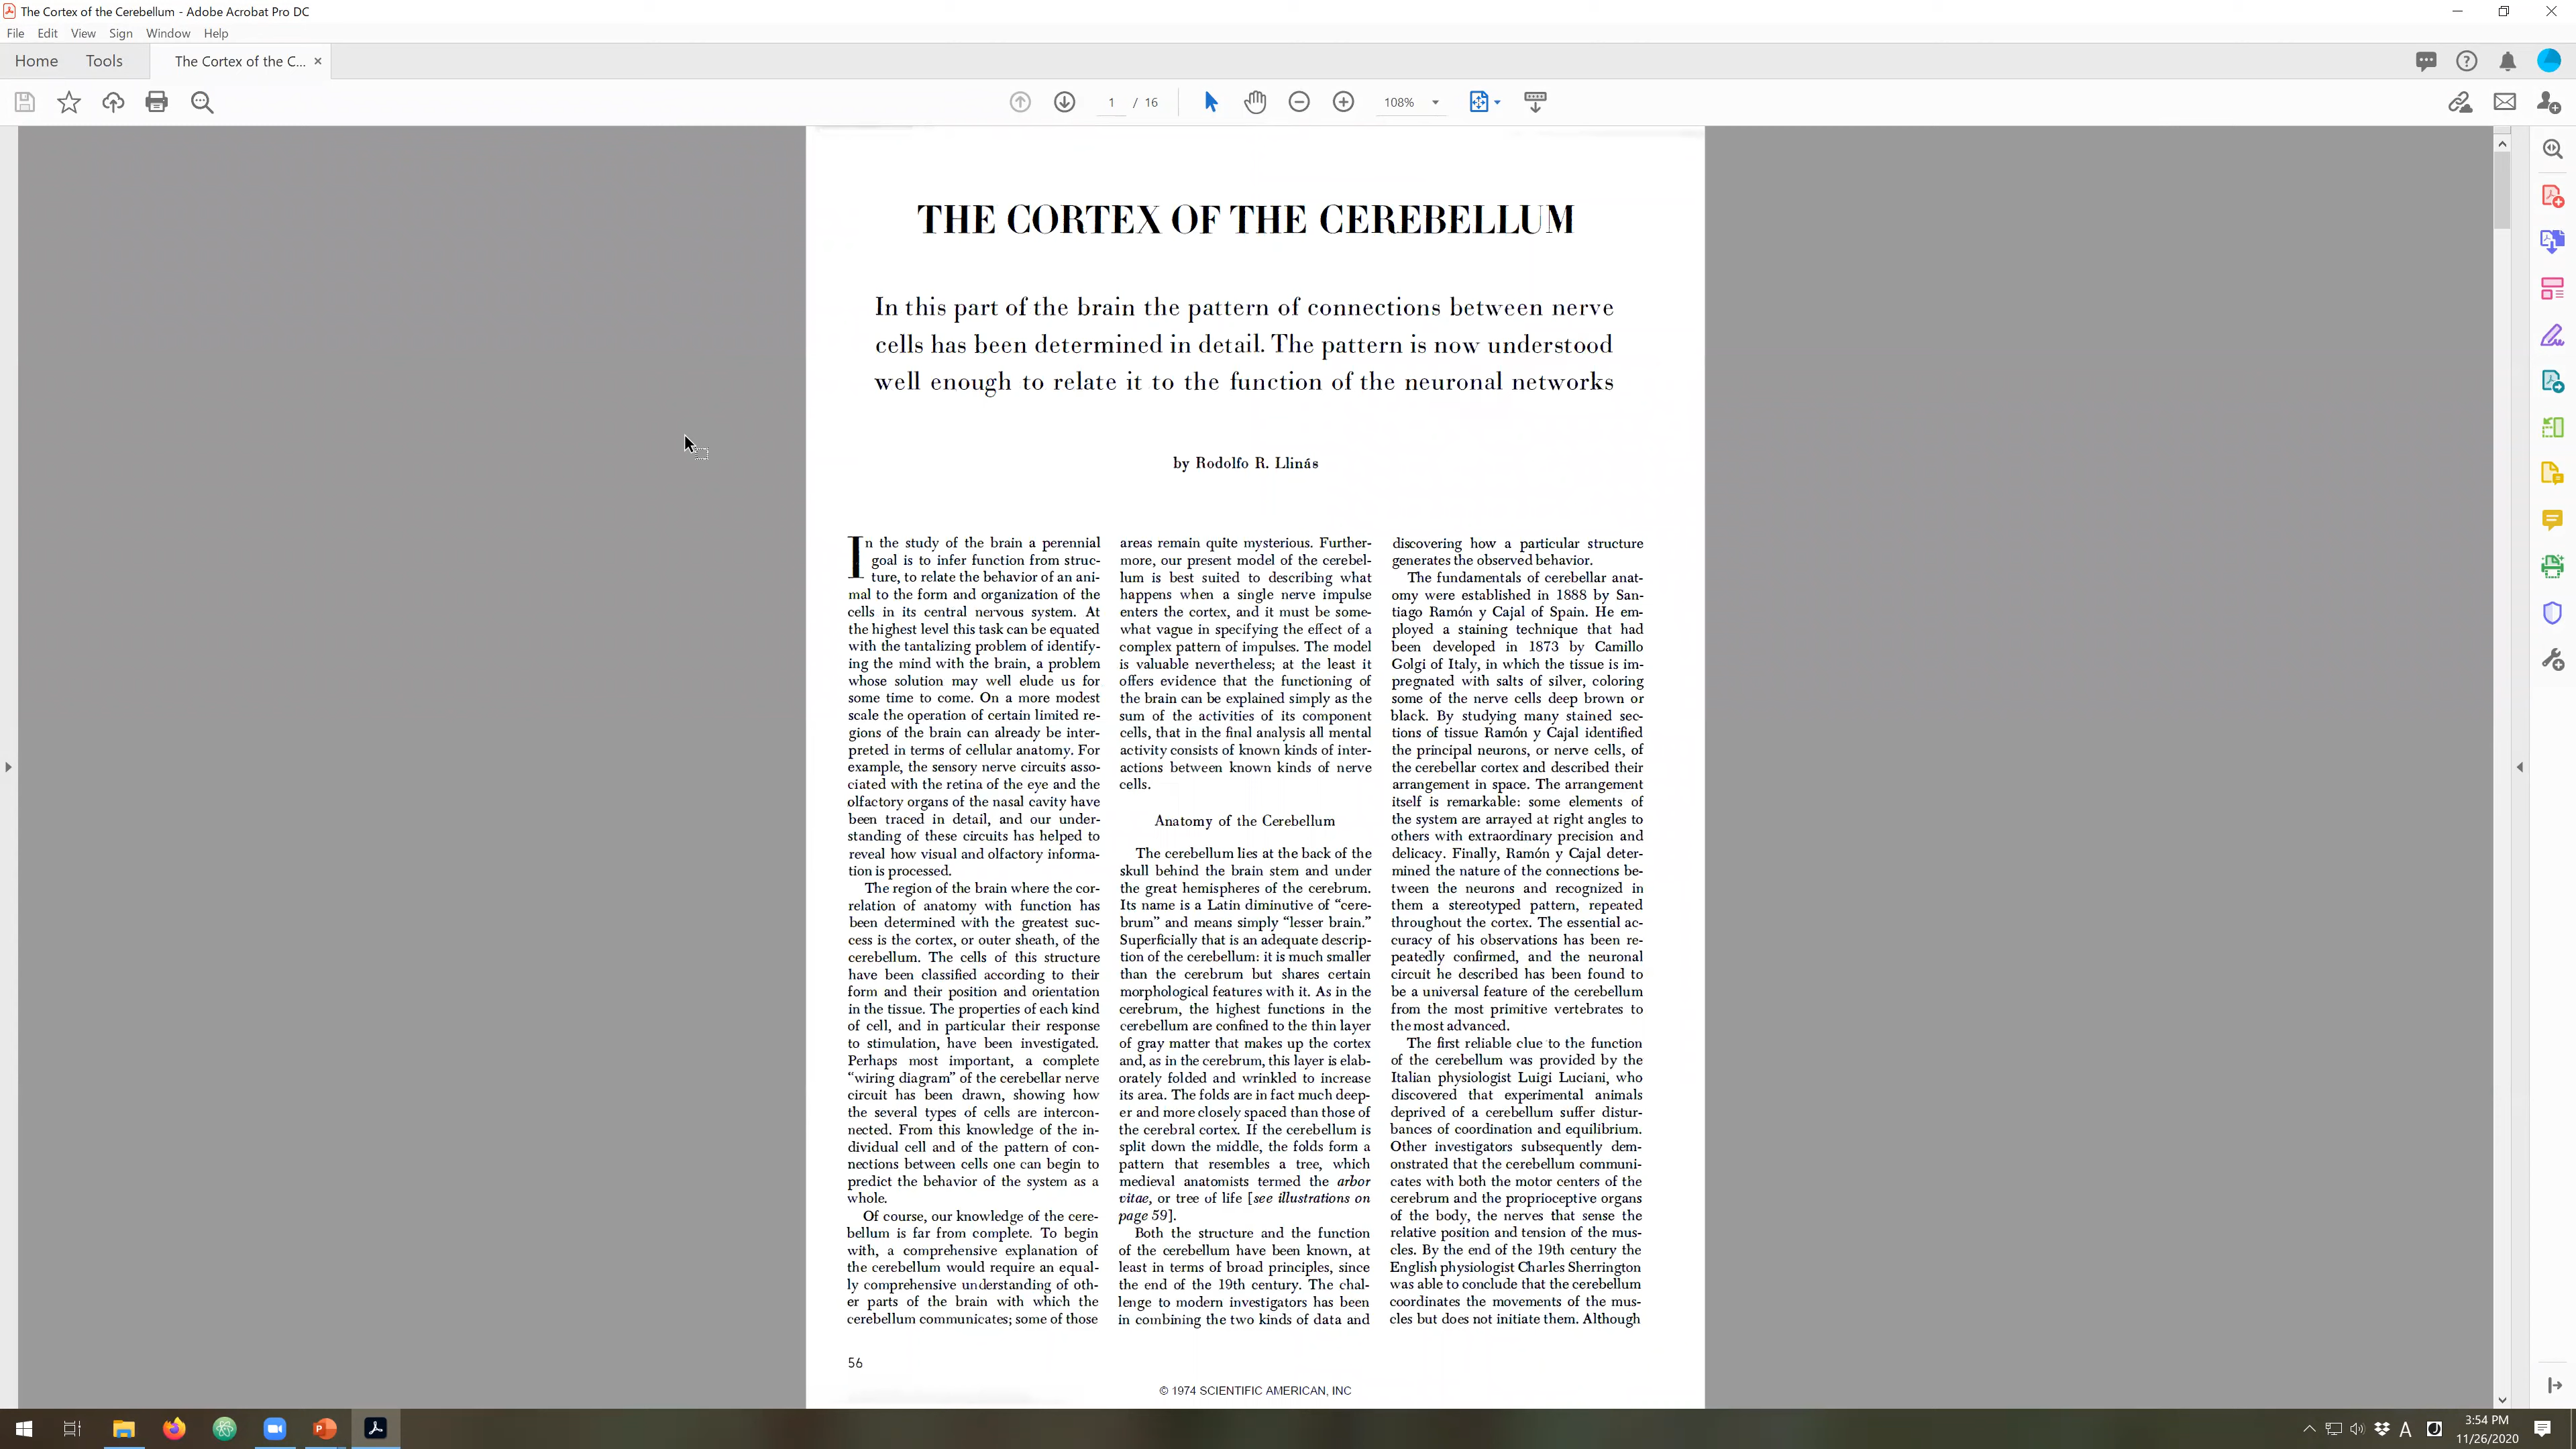 The Cortex of the Cerebellum - Adobe Acrobat Pro DC
File Edit View Sign Window Help
Home Tools The Cortex of the C... ×
1 / 16 108%
THE CORTEX OF THE CEREBELLUM
In this part of the brain the pattern of connections between nerve
cells has been determined in detail. The pattern is now understood
well enough to relate it to the function of the neuronal networks
by Rodolfo R. Llinás
In the study of the brain a perennial
goal is to infer function from struc-
ture, to relate the behavior of an ani-
mal to the form and organization of the
cells in its central nervous system. At
the highest level this task can be equated
with the tantalizing problem of identify-
ing the mind with the brain, a problem
whose solution may well elude us for
some time to come. On a more modest
scale the operation of certain limited re-
gions of the brain can already be inter-
preted in terms of cellular anatomy. For
example, the sensory nerve circuits asso-
ciated with the retina of the eye and the
olfactory organs of the nasal cavity have
been traced in detail, and our under-
standing of these circuits has helped to
reveal how visual and olfactory informa-
tion is processed.
The region of the brain where the cor-
relation of anatomy with function has
been determined with the greatest suc-
cess is the cortex, or outer sheath, of the
cerebellum. The cells of this structure
have been classified according to their
form and their position and orientation
in the tissue. The properties of each kind
of cell, and in particular their response
to stimulation, have been investigated.
Perhaps most important, a complete
“wiring diagram” of the cerebellar nerve
circuit has been drawn, showing how
the several types of cells are intercon-
nected. From this knowledge of the in-
dividual cell and of the pattern of con-
nections between cells one can begin to
predict the behavior of the system as a
whole.
Of course, our knowledge of the cere-
bellum is far from complete. To begin
with, a comprehensive explanation of
the cerebellum would require an equal-
ly comprehensive understanding of oth-
er parts of the brain with which the
cerebellum communicates; some of those
areas remain quite mysterious. Further-
more, our present model of the cerebel-
lum is best suited to describing what
happens when a single nerve impulse
enters the cortex, and it must be some-
what vague in specifying the effect of a
complex pattern of impulses. The model
is valuable nevertheless; at the least it
offers evidence that the functioning of
the brain can be explained simply as the
sum of the activities of its component
cells, that in the final analysis all mental
activity consists of known kinds of inter-
actions between known kinds of nerve
cells.
Anatomy of the Cerebellum
The cerebellum lies at the back of the
skull behind the brain stem and under
the great hemispheres of the cerebrum.
Its name is a Latin diminutive of “cere-
brum” and means simply “lesser brain.”
Superficially that is an adequate descrip-
tion of the cerebellum: it is much smaller
than the cerebrum but shares certain
morphological features with it. As in the
cerebrum, the highest functions in the
cerebellum are confined to the thin layer
of gray matter that makes up the cortex
and, as in the cerebrum, this layer is elab-
orately folded and wrinkled to increase
its area. The folds are in fact much deep-
er and more closely spaced than those of
the cerebral cortex. If the cerebellum is
split down the middle, the folds form a
pattern that resembles a tree, which
medieval anatomists termed the arbor
vitae, or tree of life [see illustrations on
page 59].
Both the structure and the function
of the cerebellum have been known, at
least in terms of broad principles, since
the end of the 19th century. The chal-
lenge to modern investigators has been
in combining the two kinds of data and
discovering how a particular structure
generates the observed behavior.
The fundamentals of cerebellar anat-
omy were established in 1888 by San-
tiago Ramón y Cajal of Spain. He em-
ployed a staining technique that had
been developed in 1873 by Camillo
Golgi of Italy, in which the tissue is im-
pregnated with salts of silver, coloring
some of the nerve cells deep brown or
black. By studying many stained sec-
tions of tissue Ramón y Cajal identified
the principal neurons, or nerve cells, of
the cerebellar cortex and described their
arrangement in space. The arrangement
itself is remarkable: some elements of
the system are arrayed at right angles to
others with extraordinary precision and
delicacy. Finally, Ramón y Cajal deter-
mined the nature of the connections be-
tween the neurons and recognized in
them a stereotyped pattern, repeated
throughout the cortex. The essential ac-
curacy of his observations has been re-
peatedly confirmed, and the neuronal
circuit he described has been found to
be a universal feature of the cerebellum
from the most primitive vertebrates to
the most advanced.
The first reliable clue to the function
of the cerebellum was provided by the
Italian physiologist Luigi Luciani, who
discovered that experimental animals
deprived of a cerebellum suffer distur-
bances of coordination and equilibrium.
Other investigators subsequently dem-
onstrated that the cerebellum communi-
cates with both the motor centers of the
cerebrum and the proprioceptive organs
of the body, the nerves that sense the
relative position and tension of the mus-
cles. By the end of the 19th century the
English physiologist Charles Sherrington
was able to conclude that the cerebellum
coordinates the movements of the mus-
cles but does not initiate them. Although
56
© 1974 SCIENTIFIC AMERICAN, INC
3:54 PM
11/26/2020